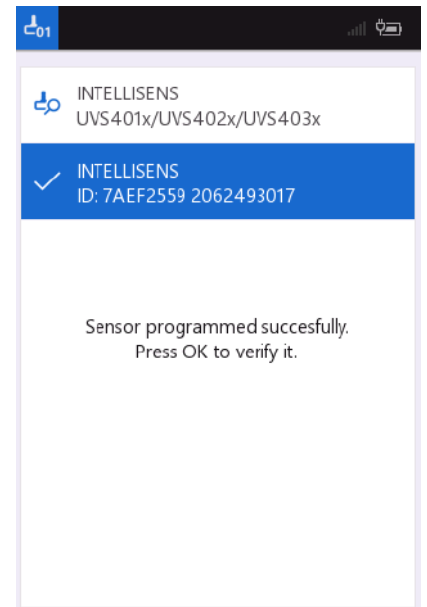 01
INTELLISENS
UVS401x/UVS402x/UVS403x
INTELLISENS
ID: 7AEF2559 2062493017
Sensor programmed succesfully.
Press OK to verify it.